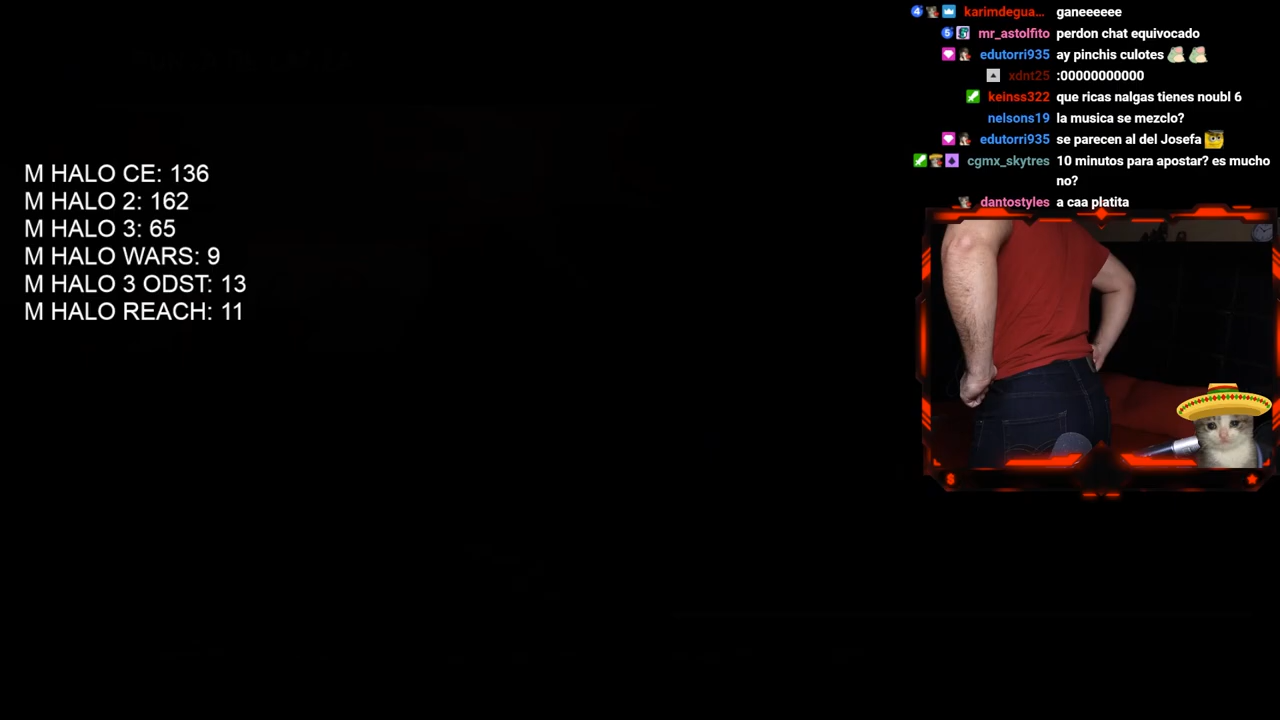 M HALO CE: 136
M HALO 2: 162
M HALO 3: 65
M HALO WARS: 9
M HALO 3 ODST: 13
M HALO REACH: 11
karimdegua... ganeeeeee
mr_astolfito perdon chat equivocado
edutorri935 ay pinchis culotes
xdnt25 :00000000000
keinss322 que ricas nalgas tienes noubl 6
nelsons19 la musica se mezclo?
edutorri935 se parecen al del Josefa
cgmx_skytres 10 minutos para apostar? es mucho
no?
dantostyles a caa platita